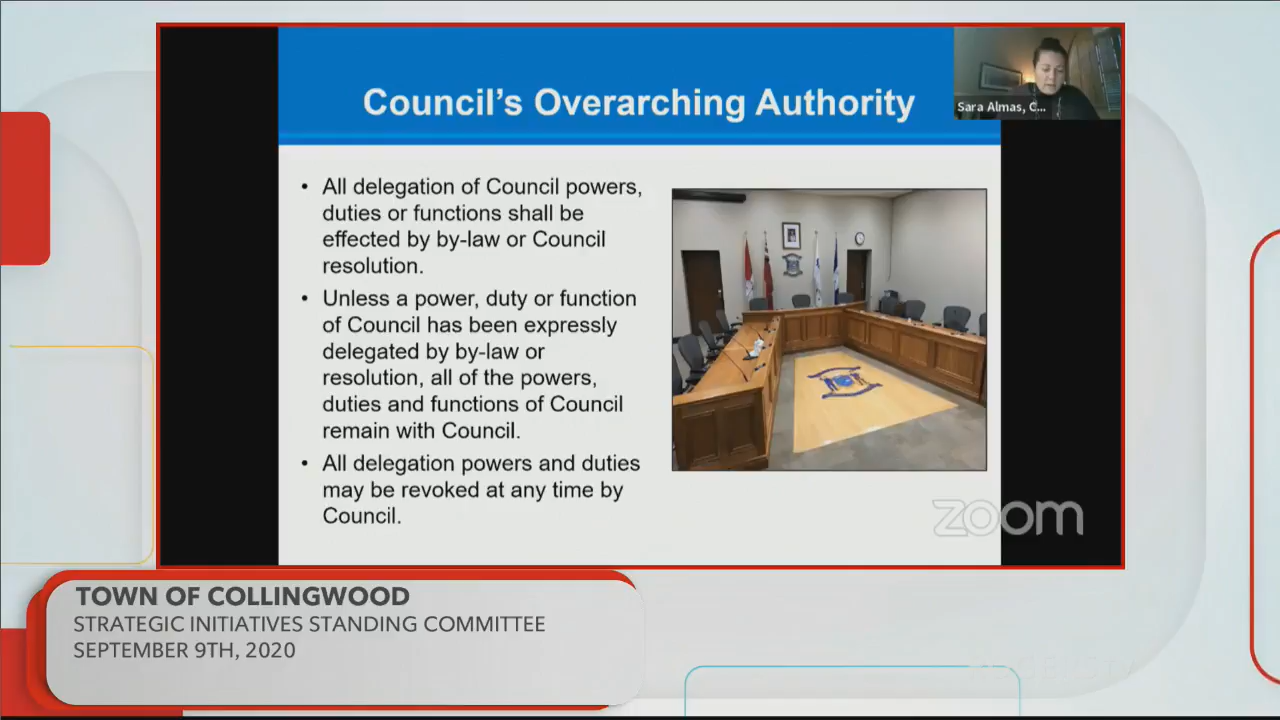 Council's Overarching Authority
Sara Almas, C...
• All delegation of Council powers,
duties or functions shall be
effected by by-law or Council
resolution.
• Unless a power, duty or function
of Council has been expressly
delegated by by-law or
resolution, all of the powers,
duties and functions of Council
remain with Council.
• All delegation powers and duties
may be revoked at any time by
Council.
zoom
TOWN OF COLLINGWOOD
STRATEGIC INITIATIVES STANDING COMMITTEE
SEPTEMBER 9TH, 2020